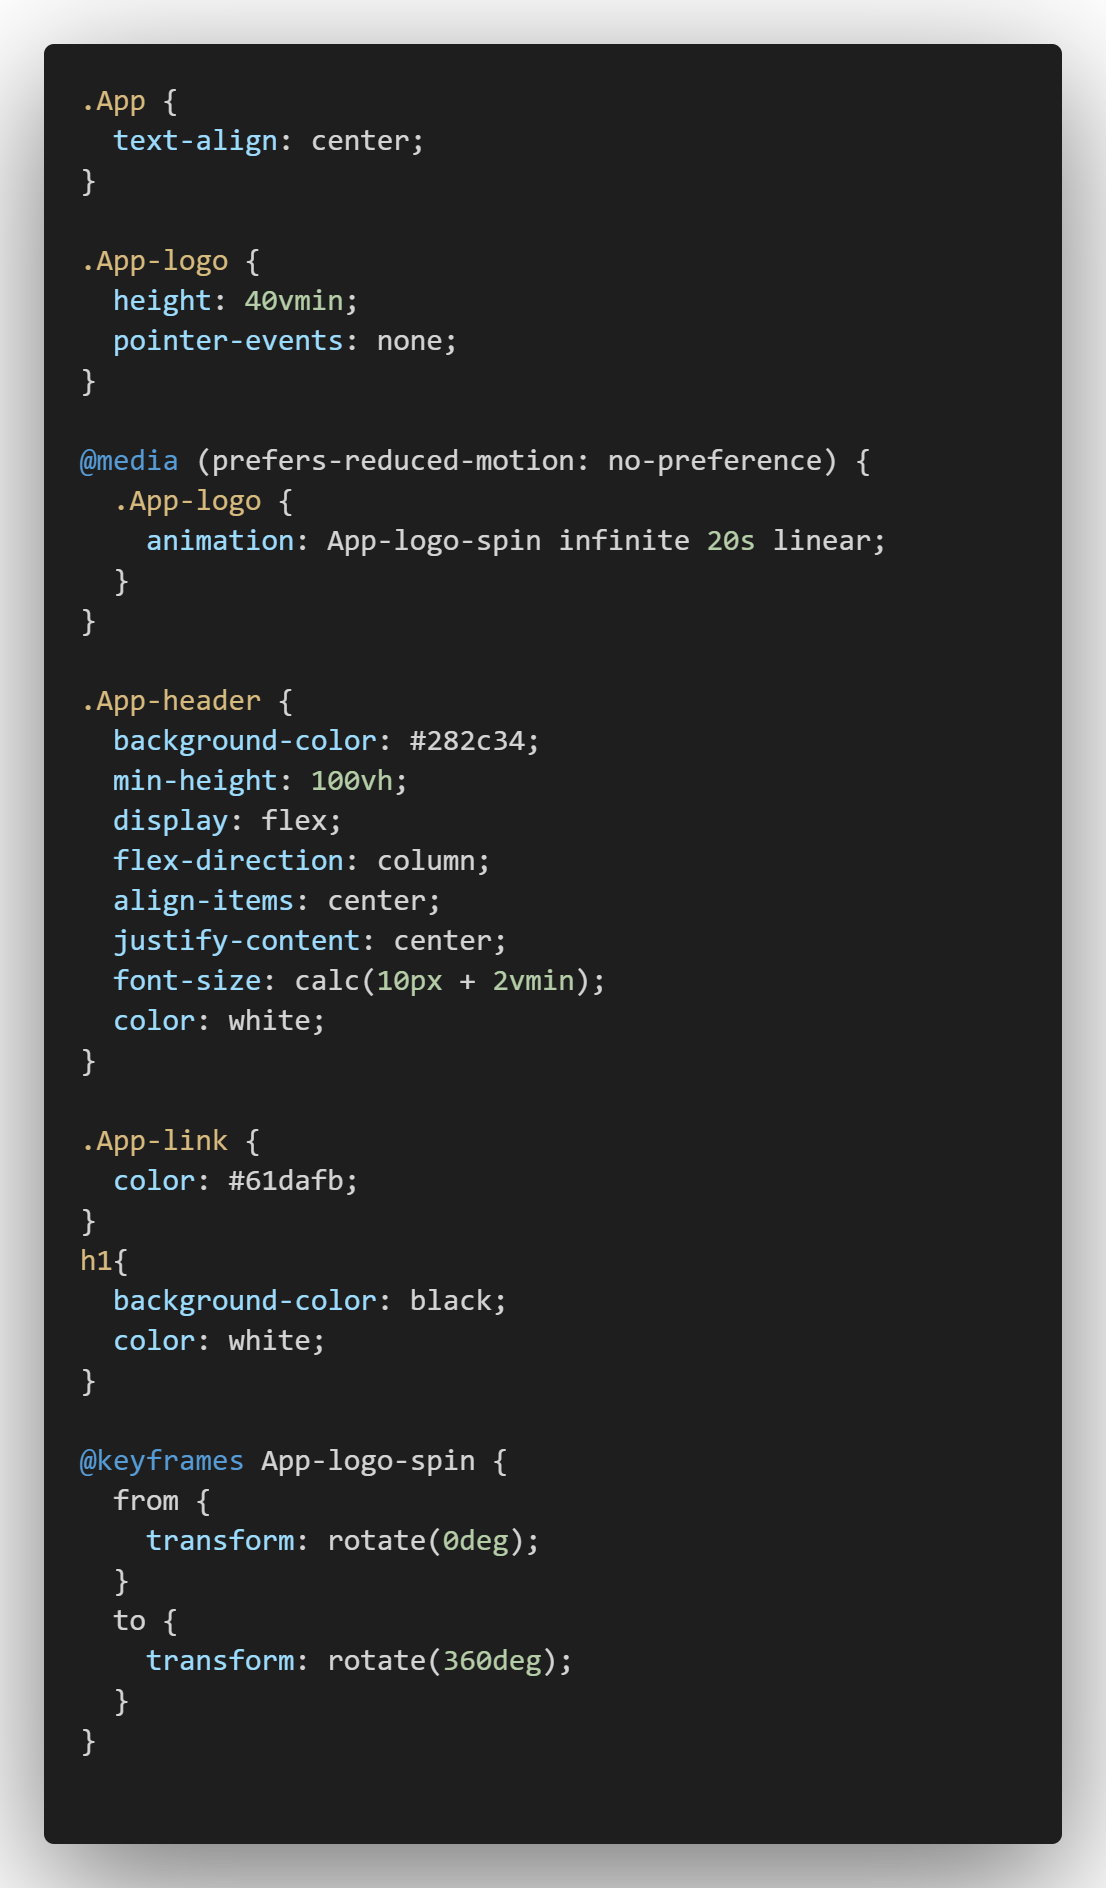 .App {
  text-align: center;
}

.App-logo {
  height: 40vmin;
  pointer-events: none;
}

@media (prefers-reduced-motion: no-preference) {
  .App-logo {
    animation: App-logo-spin infinite 20s linear;
  }
}

.App-header {
  background-color: #282c34;
  min-height: 100vh;
  display: flex;
  flex-direction: column;
  align-items: center;
  justify-content: center;
  font-size: calc(10px + 2vmin);
  color: white;
}

.App-link {
  color: #61dafb;
}
h1{
  background-color: black;
  color: white;
}

@keyframes App-logo-spin {
  from {
    transform: rotate(0deg);
  }
  to {
    transform: rotate(360deg);
  }
}